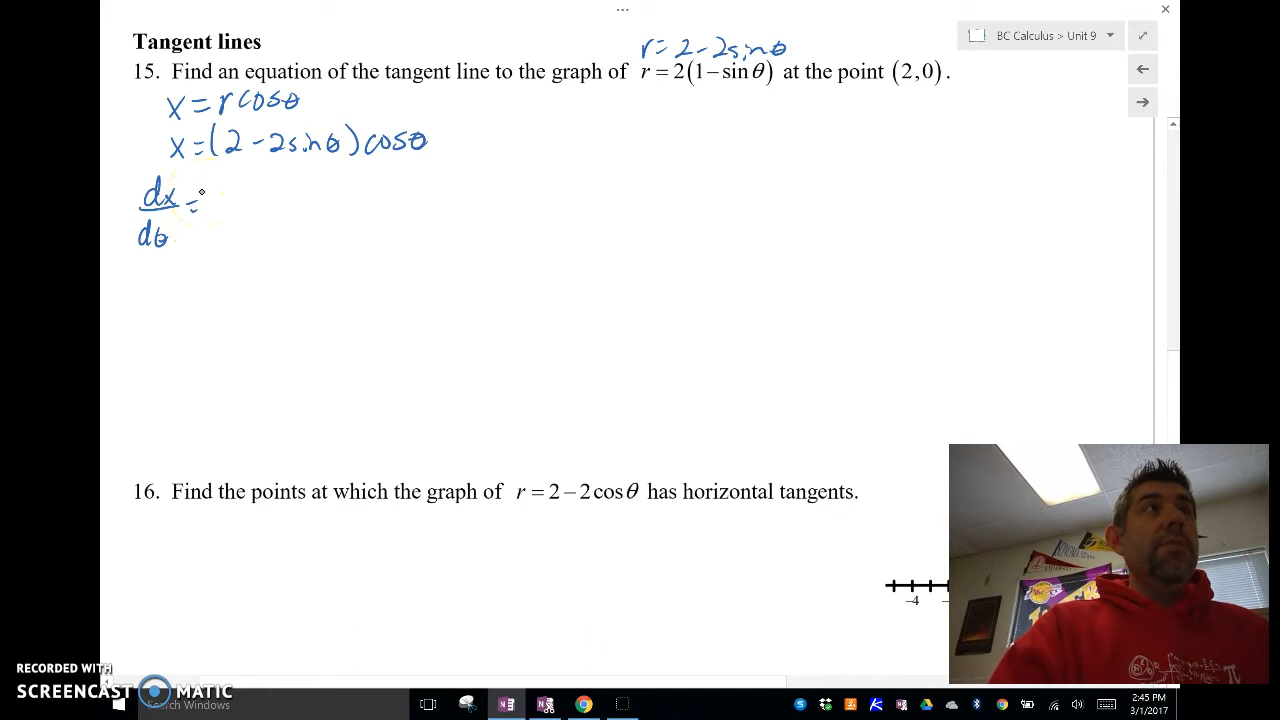 ...
BC Calculus > Unit 9
Tangent lines
r = 2 - 2sinθ
15. Find an equation of the tangent line to the graph of r = 2(1 − sin θ) at the point (2,0).
x = r cosθ
x = (2 - 2sinθ) cosθ
dx/dθ =
16. Find the points at which the graph of r = 2 − 2cos θ has horizontal tangents.
−4
RECORDED WITH
SCREENCAST MATIC
Search Windows
2:45 PM
3/1/2017